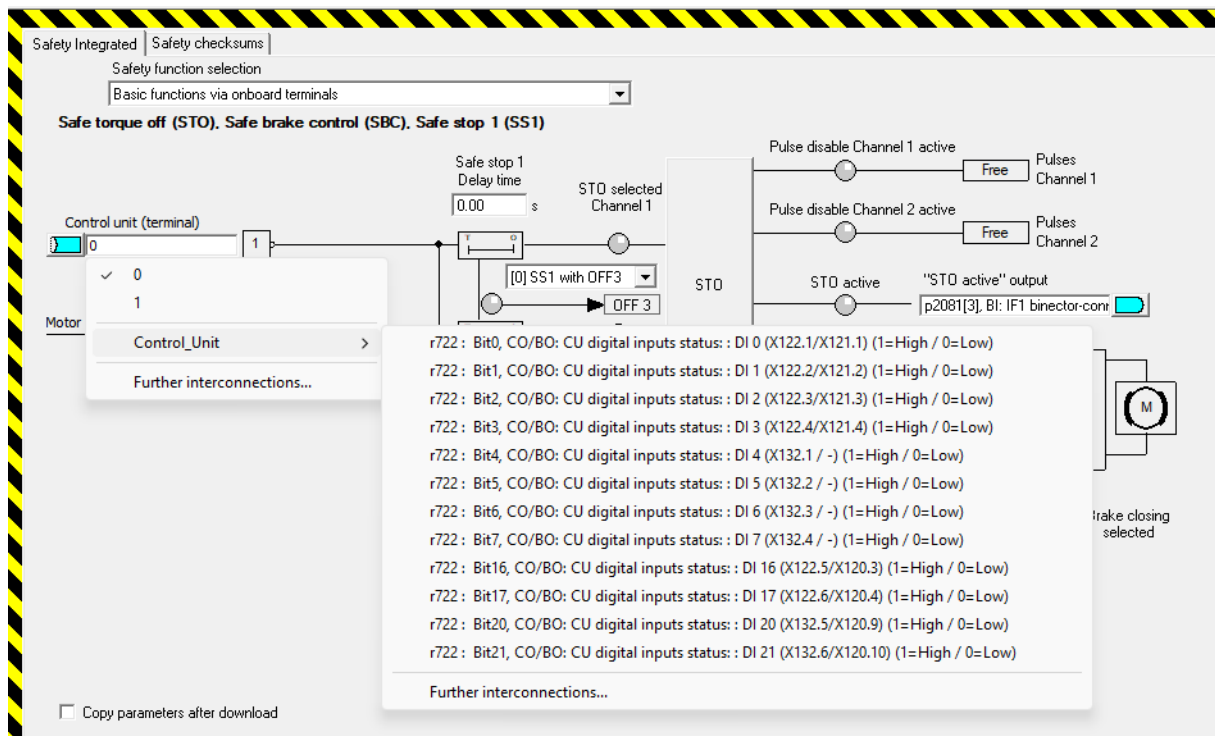 Safety Integrated
Safety checksums
Safety function selection
Basic functions via onboard terminals
Safe torque off (STO), Safe brake control (SBC), Safe stop 1 (SS1)
Safe stop 1
Delay time
0.00 s
STO selected
Channel 1
Pulse disable Channel 1 active
Free
Pulses
Channel 1
Pulse disable Channel 2 active
Free
Pulses
Channel 2
Control unit (terminal)
0
1
T 0
[0] SS1 with OFF3
OFF 3
STO
STO active
"STO active" output
p2081[3], BI: IF1 binector-conr
0
1
Motor
Control_Unit
Further interconnections...
r722 : Bit0, CO/BO: CU digital inputs status: : DI 0 (X122.1/X121.1) (1=High / 0=Low)
r722 : Bit1, CO/BO: CU digital inputs status: : DI 1 (X122.2/X121.2) (1=High / 0=Low)
r722 : Bit2, CO/BO: CU digital inputs status: : DI 2 (X122.3/X121.3) (1=High / 0=Low)
r722 : Bit3, CO/BO: CU digital inputs status: : DI 3 (X122.4/X121.4) (1=High / 0=Low)
r722 : Bit4, CO/BO: CU digital inputs status: : DI 4 (X132.1 / -) (1=High / 0=Low)
r722 : Bit5, CO/BO: CU digital inputs status: : DI 5 (X132.2 / -) (1=High / 0=Low)
r722 : Bit6, CO/BO: CU digital inputs status: : DI 6 (X132.3 / -) (1=High / 0=Low)
r722 : Bit7, CO/BO: CU digital inputs status: : DI 7 (X132.4 / -) (1=High / 0=Low)
r722 : Bit16, CO/BO: CU digital inputs status: : DI 16 (X122.5/X120.3) (1=High / 0=Low)
r722 : Bit17, CO/BO: CU digital inputs status: : DI 17 (X122.6/X120.4) (1=High / 0=Low)
r722 : Bit20, CO/BO: CU digital inputs status: : DI 20 (X132.5/X120.9) (1=High / 0=Low)
r722 : Bit21, CO/BO: CU digital inputs status: : DI 21 (X132.6/X120.10) (1=High / 0=Low)
Further interconnections...
M
rake closing
selected
Copy parameters after download